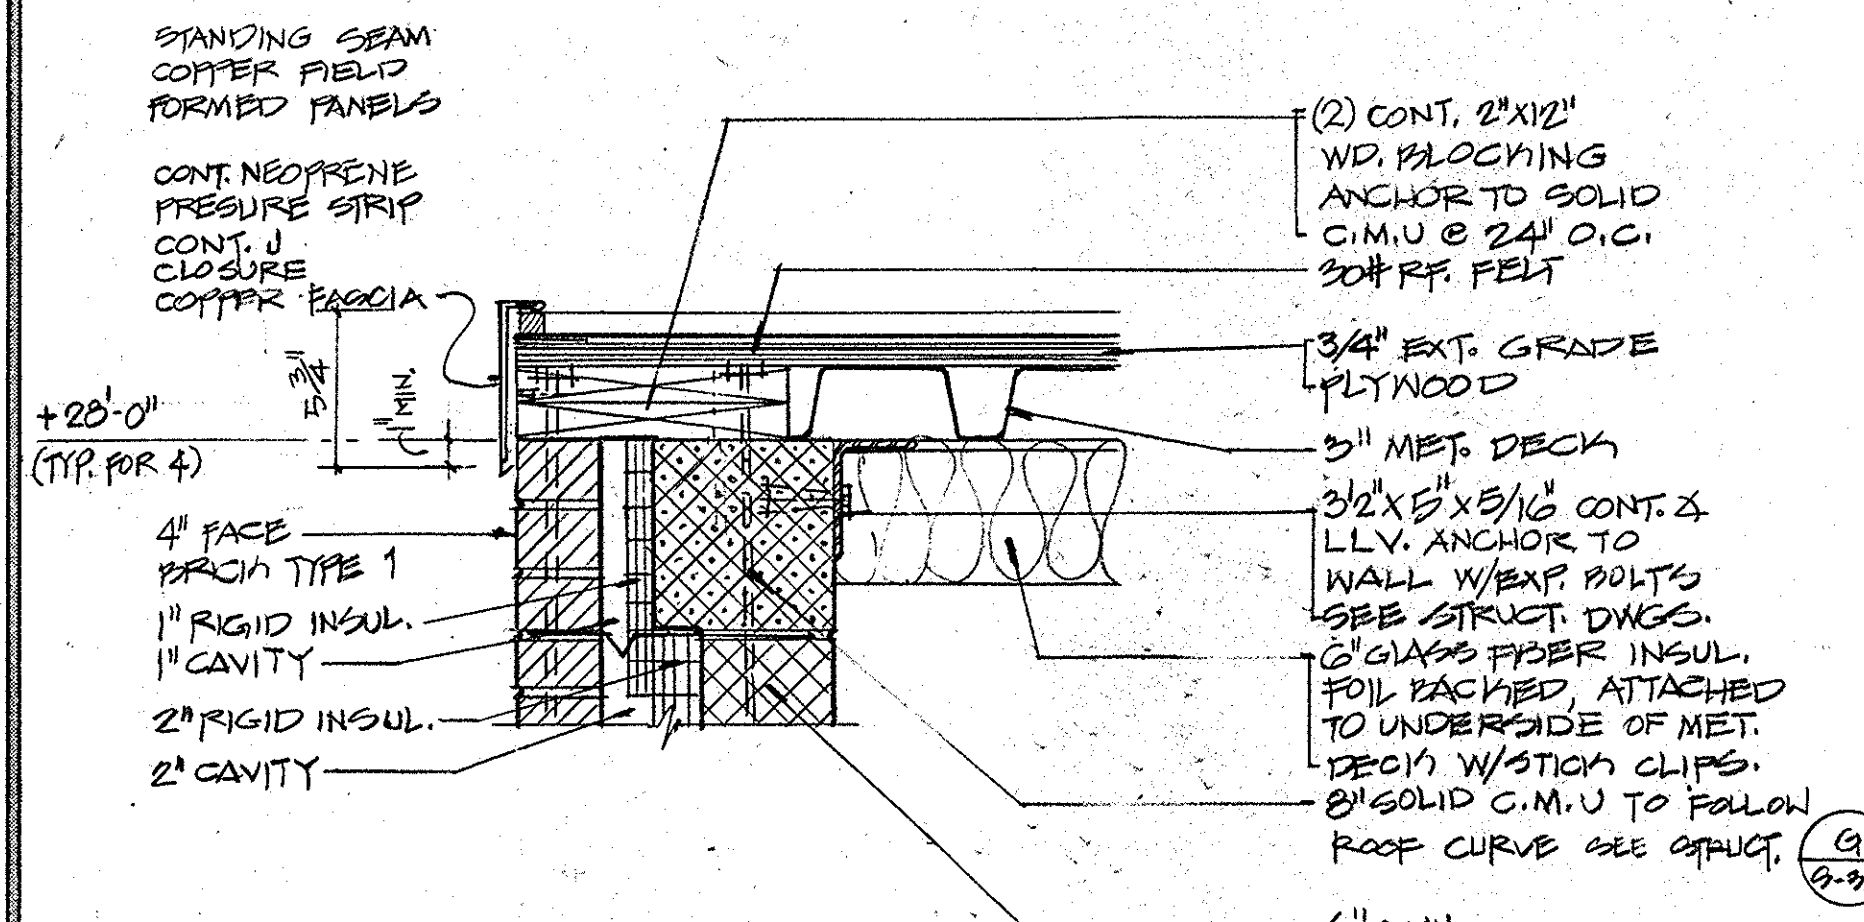 STANDING SEAM
COPPER FIELD
FORMED PANELS
CONT. NEOPRENE
PRESURE STRIP
CONT. J
CLOSURE
COPPER FASCIA
5 3/4"
1" MIN.
+28'-0"
(TYP. FOR 4)
4" FACE
BRICK TYPE 1
1" RIGID INSUL.
1" CAVITY
2" RIGID INSUL.
2" CAVITY
(2) CONT. 2"X12"
WD. BLOCKING
ANCHOR TO SOLID
C.M.U @ 24" O.C.
30# RF. FELT
3/4" EXT. GRADE
PLYWOOD
3" MET. DECK
3½"X5"X5/16" CONT. ∡
LLV. ANCHOR TO
WALL W/EXP. BOLTS
SEE STRUCT. DWGS.
6" GLASS FIBER INSUL.
FOIL BACKED, ATTACHED
TO UNDERSIDE OF MET.
DECK W/STICK CLIPS.
8" SOLID C.M.U TO FOLLOW
ROOF CURVE SEE STRUCT.
G
S-3